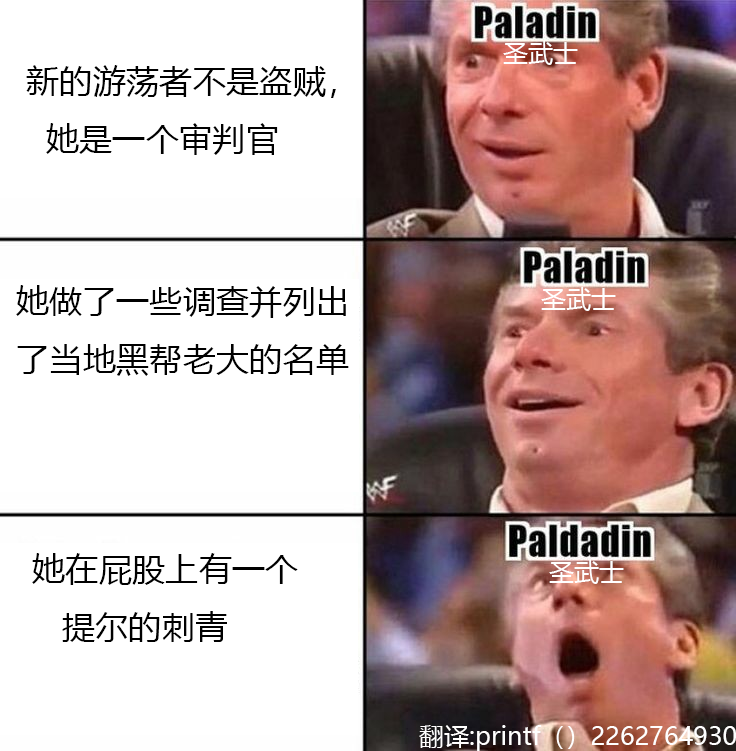 Paladin
圣武士
新的游荡者不是盗贼，
她是一个审判官
Paladin
圣武士
她做了一些调查并列出
了当地黑帮老大的名单
Paldadin
圣武士
她在屁股上有一个
提尔的刺青
翻译:printf（）2262764930